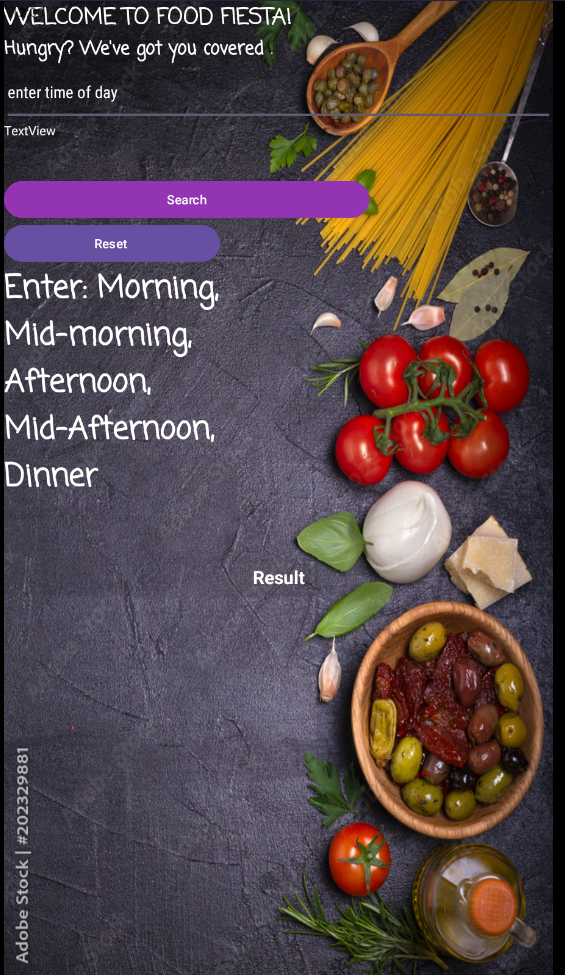 WELCOME TO FOOD FIESTA!
Hungry? We've got you covered .
enter time of day
TextView
Search
Reset
Enter: Morning,
Mid-morning,
Afternoon,
Mid-Afternoon,
Dinner
Result
Adobe Stock | #202329881